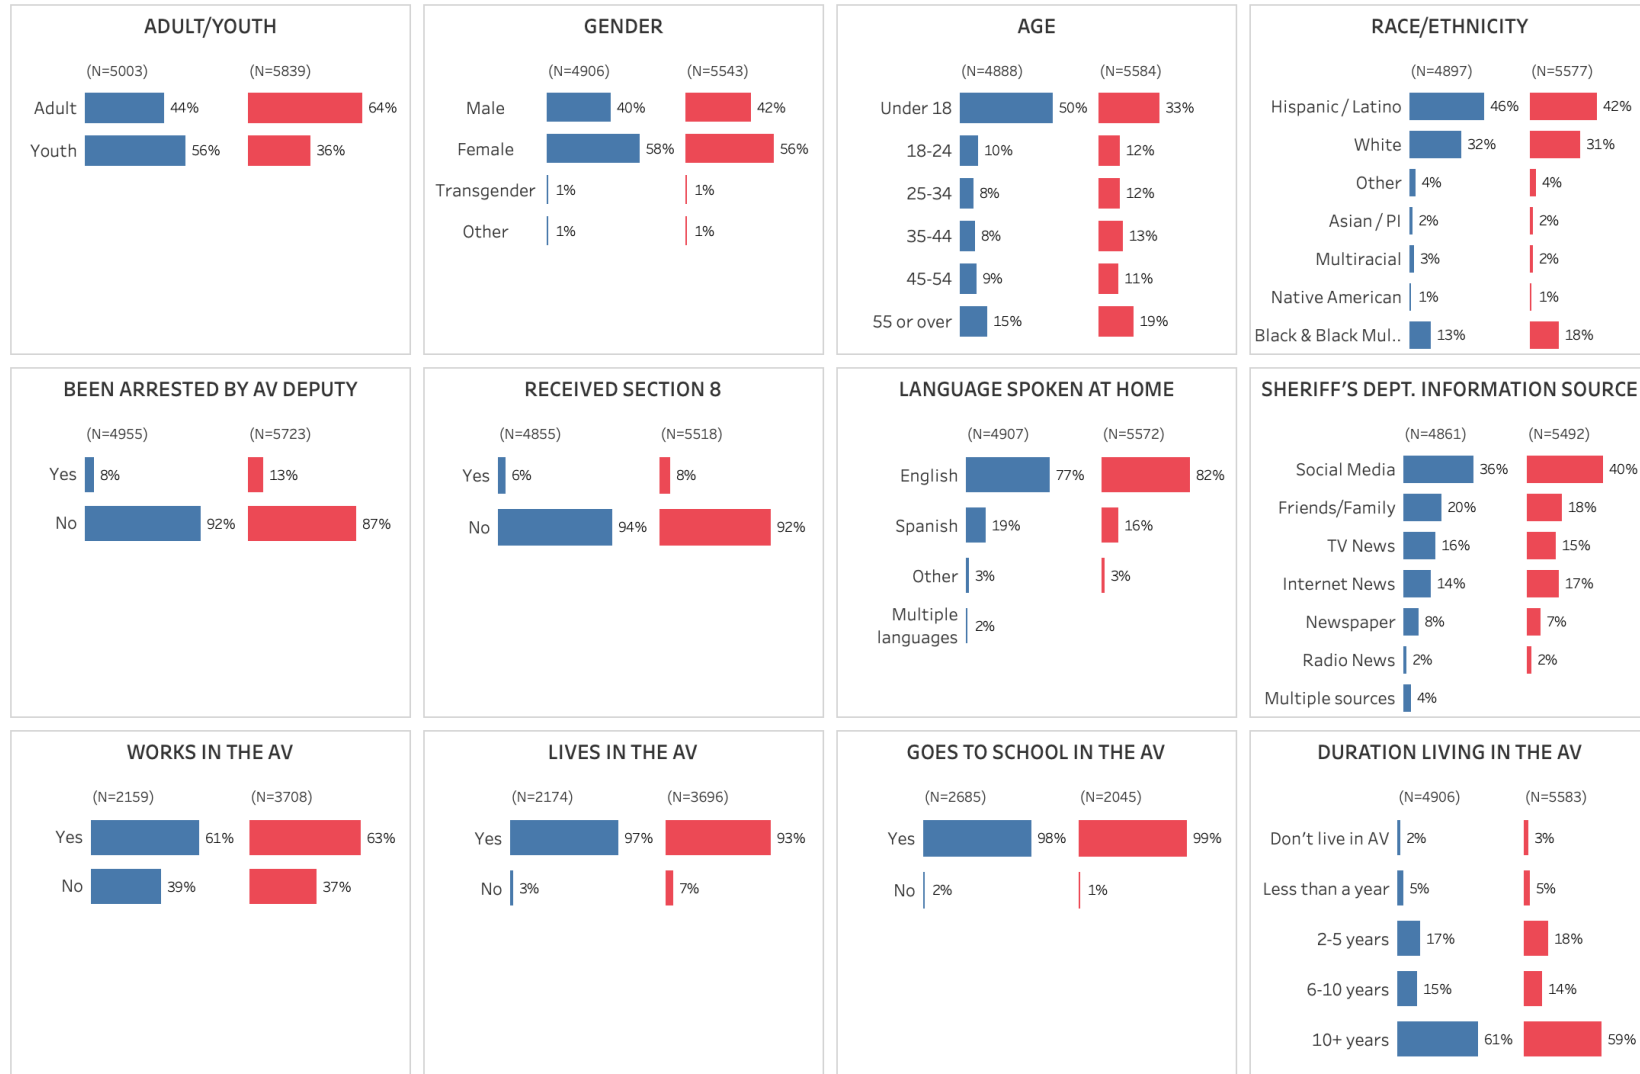 ADULT/YOUTH
(N=5003) (N=5839)
Adult 44% 64%
Youth 56% 36%
GENDER
(N=4906) (N=5543)
Male 40% 42%
Female 58% 56%
Transgender 1% 1%
Other 1% 1%
AGE
(N=4888) (N=5584)
Under 18 50% 33%
18-24 10% 12%
25-34 8% 12%
35-44 8% 13%
45-54 9% 11%
55 or over 15% 19%
RACE/ETHNICITY
(N=4897) (N=5577)
Hispanic / Latino 46% 42%
White 32% 31%
Other 4% 4%
Asian / PI 2% 2%
Multiracial 3% 2%
Native American 1% 1%
Black & Black Mul.. 13% 18%
BEEN ARRESTED BY AV DEPUTY
(N=4955) (N=5723)
Yes 8% 13%
No 92% 87%
RECEIVED SECTION 8
(N=4855) (N=5518)
Yes 6% 8%
No 94% 92%
LANGUAGE SPOKEN AT HOME
(N=4907) (N=5572)
English 77% 82%
Spanish 19% 16%
Other 3% 3%
Multiple
languages 2%
SHERIFF'S DEPT. INFORMATION SOURCE
(N=4861) (N=5492)
Social Media 36% 40%
Friends/Family 20% 18%
TV News 16% 15%
Internet News 14% 17%
Newspaper 8% 7%
Radio News 2% 2%
Multiple sources 4%
WORKS IN THE AV
(N=2159) (N=3708)
Yes 61% 63%
No 39% 37%
LIVES IN THE AV
(N=2174) (N=3696)
Yes 97% 93%
No 3% 7%
GOES TO SCHOOL IN THE AV
(N=2685) (N=2045)
Yes 98% 99%
No 2% 1%
DURATION LIVING IN THE AV
(N=4906) (N=5583)
Don't live in AV 2% 3%
Less than a year 5% 5%
2-5 years 17% 18%
6-10 years 15% 14%
10+ years 61% 59%